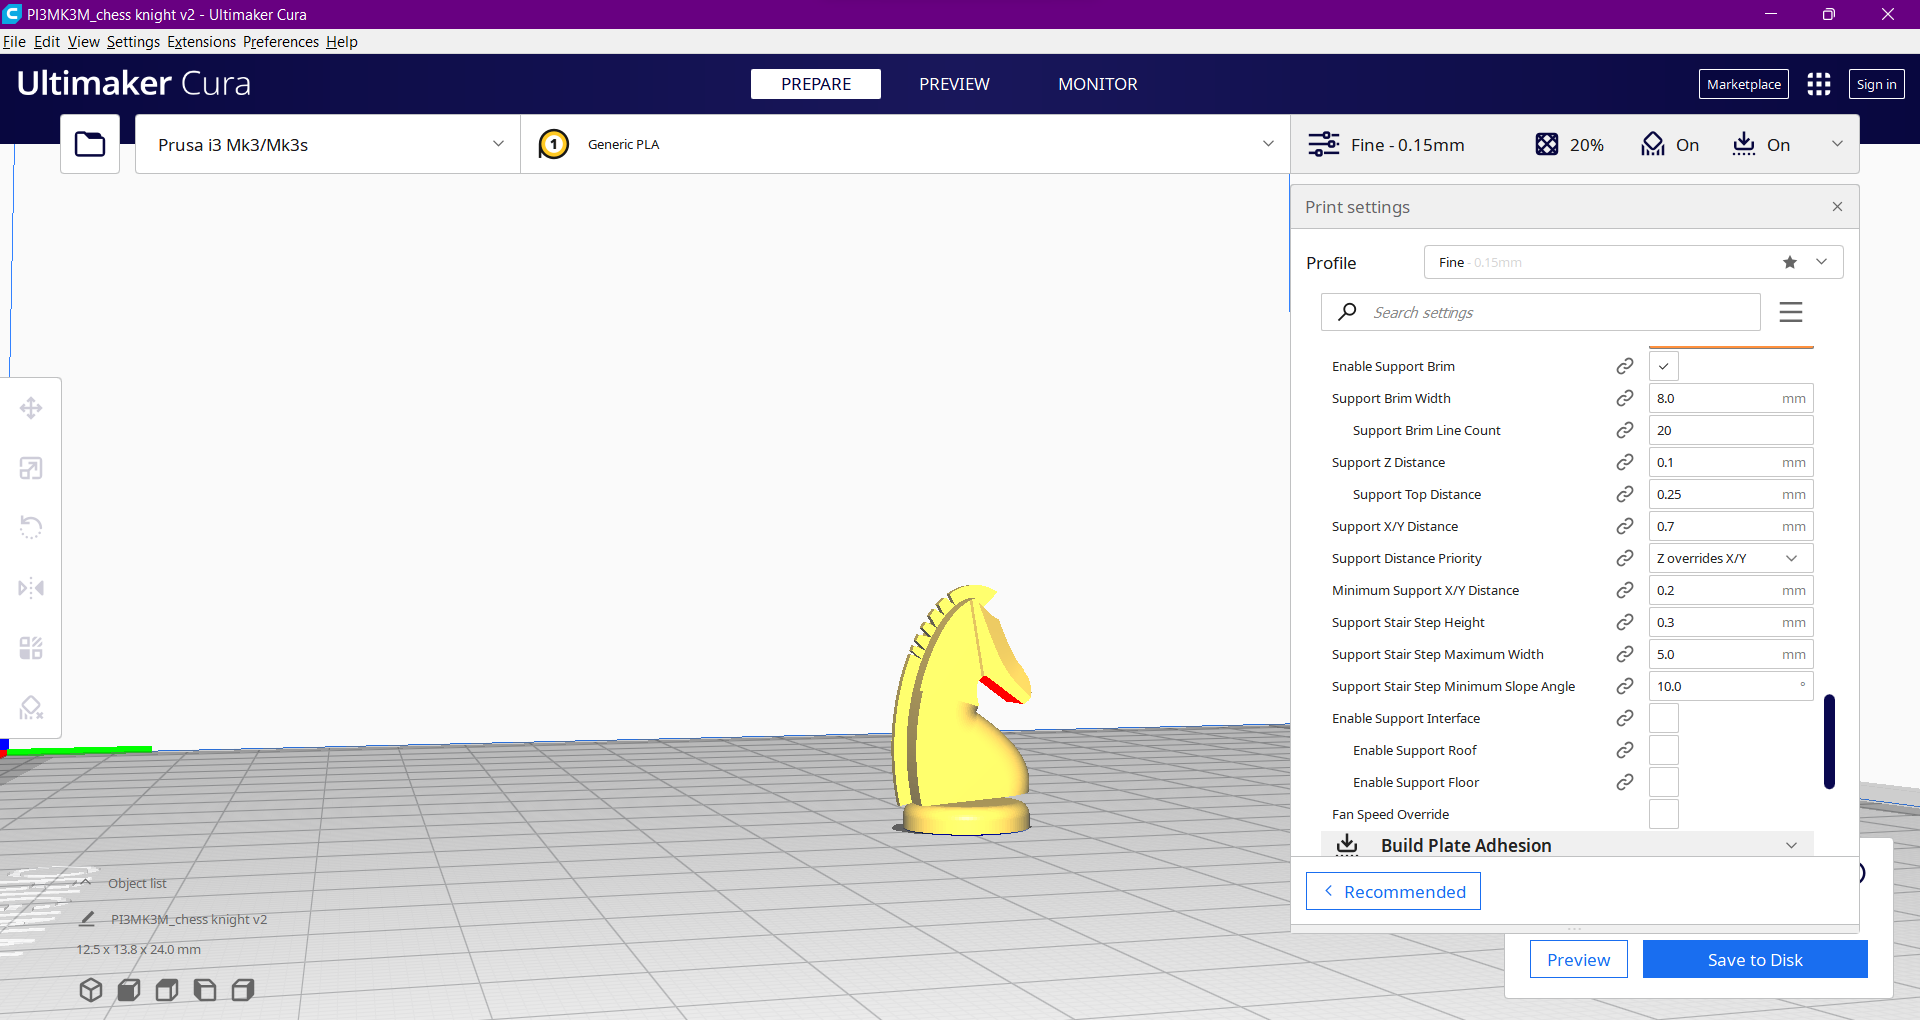 PI3MK3M_chess knight v2 - Ultimaker Cura
File Edit View Settings Extensions Preferences Help
Ultimaker Cura
PREPARE
PREVIEW
MONITOR
Marketplace
Sign in
Prusa i3 Mk3/Mk3s
1
Generic PLA
Fine - 0.15mm
20%
On
On
Print settings
Profile
Fine - 0.15mm
Search settings
Enable Support Brim
Support Brim Width 8.0 mm
Support Brim Line Count 20
Support Z Distance 0.1 mm
Support Top Distance 0.25 mm
Support X/Y Distance 0.7 mm
Support Distance Priority Z overrides X/Y
Minimum Support X/Y Distance 0.2 mm
Support Stair Step Height 0.3 mm
Support Stair Step Maximum Width 5.0 mm
Support Stair Step Minimum Slope Angle 10.0 °
Enable Support Interface
Enable Support Roof
Enable Support Floor
Fan Speed Override
Build Plate Adhesion
Recommended
Object list
PI3MK3M_chess knight v2
12.5 x 13.8 x 24.0 mm
Preview
Save to Disk